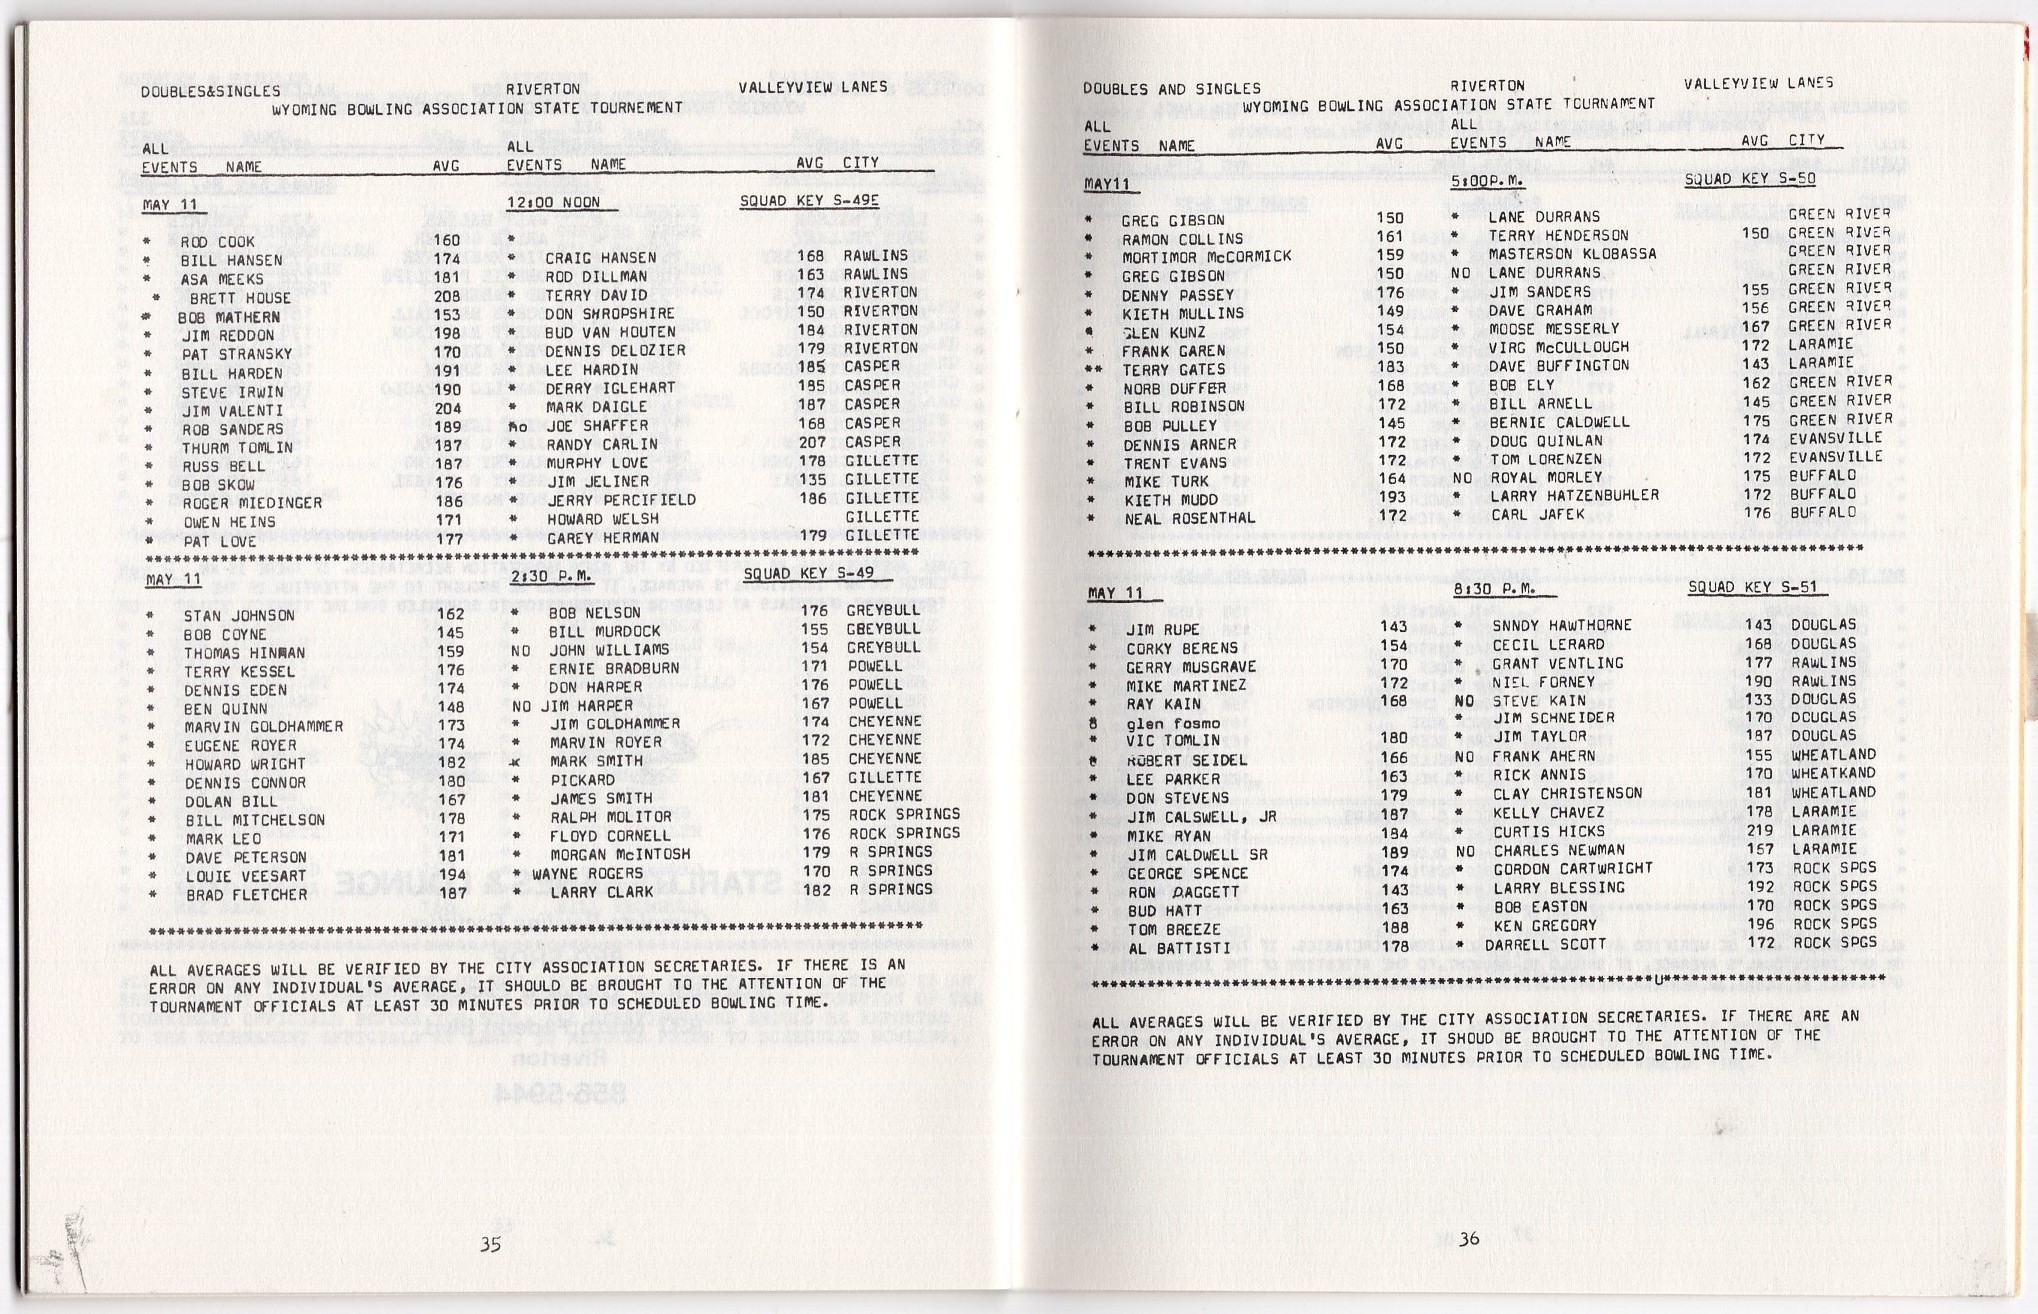 DOUBLES&SINGLES RIVERTON VALLEYVIEW LANES
WYOMING BOWLING ASSOCIATION STATE TOURNEMENT
ALL ALL
EVENTS NAME AVG EVENTS NAME AVG CITY
MAY 11 12:00 NOON SQUAD KEY S-49E
* ROD COOK 160 *
* BILL HANSEN 174 * CRAIG HANSEN 168 RAWLINS
* ASA MEEKS 181 * ROD DILLMAN 163 RAWLINS
* BRETT HOUSE 208 * TERRY DAVID 174 RIVERTON
* BOB MATHERN 153 * DON SHROPSHIRE 150 RIVERTON
* JIM REDDON 198 * BUD VAN HOUTEN 184 RIVERTON
* PAT STRANSKY 170 * DENNIS DELOZIER 179 RIVERTON
* BILL HARDEN 191 * LEE HARDIN 185 CASPER
* STEVE IRWIN 190 * DERRY IGLEHART 185 CASPER
* JIM VALENTI 204 * MARK DAIGLE 187 CASPER
* ROB SANDERS 189 no JOE SHAFFER 168 CASPER
* THURM TOMLIN 187 * RANDY CARLIN 207 CASPER
* RUSS BELL 187 * MURPHY LOVE 178 GILLETTE
* BOB SKOW 176 * JIM JELINER 135 GILLETTE
* ROGER MIEDINGER 186 * JERRY PERCIFIELD 186 GILLETTE
* OWEN HEINS 171 * HOWARD WELSH GILLETTE
* PAT LOVE 177 * GAREY HERMAN 179 GILLETTE
***********************************************************************************
MAY 11 2:30 P.M. SQUAD KEY S-49
* STAN JOHNSON 162 * BOB NELSON 176 GREYBULL
* BOB COYNE 145 * BILL MURDOCK 155 GREYBULL
* THOMAS HINMAN 159 NO JOHN WILLIAMS 154 GREYBULL
* TERRY KESSEL 176 * ERNIE BRADBURN 171 POWELL
* DENNIS EDEN 174 * DON HARPER 176 POWELL
* BEN QUINN 148 NO JIM HARPER 167 POWELL
* MARVIN GOLDHAMMER 173 * JIM GOLDHAMMER 174 CHEYENNE
* EUGENE ROYER 174 * MARVIN ROYER 172 CHEYENNE
* HOWARD WRIGHT 182 * MARK SMITH 185 CHEYENNE
* DENNIS CONNOR 180 * PICKARD 167 GILLETTE
* DOLAN BILL 167 * JAMES SMITH 181 CHEYENNE
* BILL MITCHELSON 178 * RALPH MOLITOR 175 ROCK SPRINGS
* MARK LEO 171 * FLOYD CORNELL 176 ROCK SPRINGS
* DAVE PETERSON 181 * MORGAN McINTOSH 179 R SPRINGS
* LOUIE VEESART 194 * WAYNE ROGERS 170 R SPRINGS
* BRAD FLETCHER 187 * LARRY CLARK 182 R SPRINGS
***********************************************************************************
ALL AVERAGES WILL BE VERIFIED BY THE CITY ASSOCIATION SECRETARIES. IF THERE IS AN
ERROR ON ANY INDIVIDUAL'S AVERAGE, IT SHOULD BE BROUGHT TO THE ATTENTION OF THE
TOURNAMENT OFFICIALS AT LEAST 30 MINUTES PRIOR TO SCHEDULED BOWLING TIME.
35
DOUBLES AND SINGLES RIVERTON VALLEYVIEW LANES
WYOMING BOWLING ASSOCIATION STATE TOURNAMENT
ALL ALL
EVENTS NAME AVG EVENTS NAME AVG CITY
MAY11 5:00P.M. SQUAD KEY S-50
* GREG GIBSON 150 * LANE DURRANS GREEN RIVER
* RAMON COLLINS 161 * TERRY HENDERSON 150 GREEN RIVER
* MORTIMOR McCORMICK 159 * MASTERSON KLOBASSA GREEN RIVER
* GREG GIBSON 150 NO LANE DURRANS GREEN RIVER
* DENNY PASSEY 176 * JIM SANDERS 155 GREEN RIVER
* KIETH MULLINS 149 * DAVE GRAHAM 156 GREEN RIVER
* GLEN KUNZ 154 * MOOSE MESSERLY 167 GREEN RIVER
* FRANK GAREN 150 * VIRG McCULLOUGH 172 LARAMIE
** TERRY GATES 183 * DAVE BUFFINGTON 143 LARAMIE
* NORB DUFFER 168 * BOB ELY 162 GREEN RIVER
* BILL ROBINSON 172 * BILL ARNELL 145 GREEN RIVER
* BOB PULLEY 145 * BERNIE CALDWELL 175 GREEN RIVER
* DENNIS ARNER 172 * DOUG QUINLAN 174 EVANSVILLE
* TRENT EVANS 172 * TOM LORENZEN 172 EVANSVILLE
* MIKE TURK 164 NO ROYAL MORLEY 175 BUFFALO
* KIETH MUDD 193 * LARRY HATZENBUHLER 172 BUFFALO
* NEAL ROSENTHAL 172 * CARL JAFEK 176 BUFFALO
***********************************************************************************
MAY 11 8:30 P.M. SQUAD KEY S-51
* JIM RUPE 143 * SNNDY HAWTHORNE 143 DOUGLAS
* CORKY BERENS 154 * CECIL LERARD 168 DOUGLAS
* GERRY MUSGRAVE 170 * GRANT VENTLING 177 RAWLINS
* MIKE MARTINEZ 172 * NIEL FORNEY 190 RAWLINS
* RAY KAIN 168 NO STEVE KAIN 133 DOUGLAS
* glen fosmo * JIM SCHNEIDER 170 DOUGLAS
* VIC TOMLIN 180 * JIM TAYLOR 187 DOUGLAS
* ROBERT SEIDEL 166 NO FRANK AHERN 155 WHEATLAND
* LEE PARKER 163 * RICK ANNIS 170 WHEATKAND
* DON STEVENS 179 * CLAY CHRISTENSON 181 WHEATLAND
* JIM CALSWELL, JR 187 * KELLY CHAVEZ 178 LARAMIE
* MIKE RYAN 184 * CURTIS HICKS 219 LARAMIE
* JIM CALDWELL SR 189 NO CHARLES NEWMAN 167 LARAMIE
* GEORGE SPENCE 174 * GORDON CARTWRIGHT 173 ROCK SPGS
* RON DAGGETT 143 * LARRY BLESSING 192 ROCK SPGS
* BUD HATT 163 * BOB EASTON 170 ROCK SPGS
* TOM BREEZE 188 * KEN GREGORY 196 ROCK SPGS
* AL BATTISTI 178 * DARRELL SCOTT 172 ROCK SPGS
************************************************************U************************
ALL AVERAGES WILL BE VERIFIED BY THE CITY ASSOCIATION SECRETARIES. IF THERE ARE AN
ERROR ON ANY INDIVIDUAL'S AVERAGE, IT SHOUD BE BROUGHT TO THE ATTENTION OF THE
TOURNAMENT OFFICIALS AT LEAST 30 MINUTES PRIOR TO SCHEDULED BOWLING TIME.
36